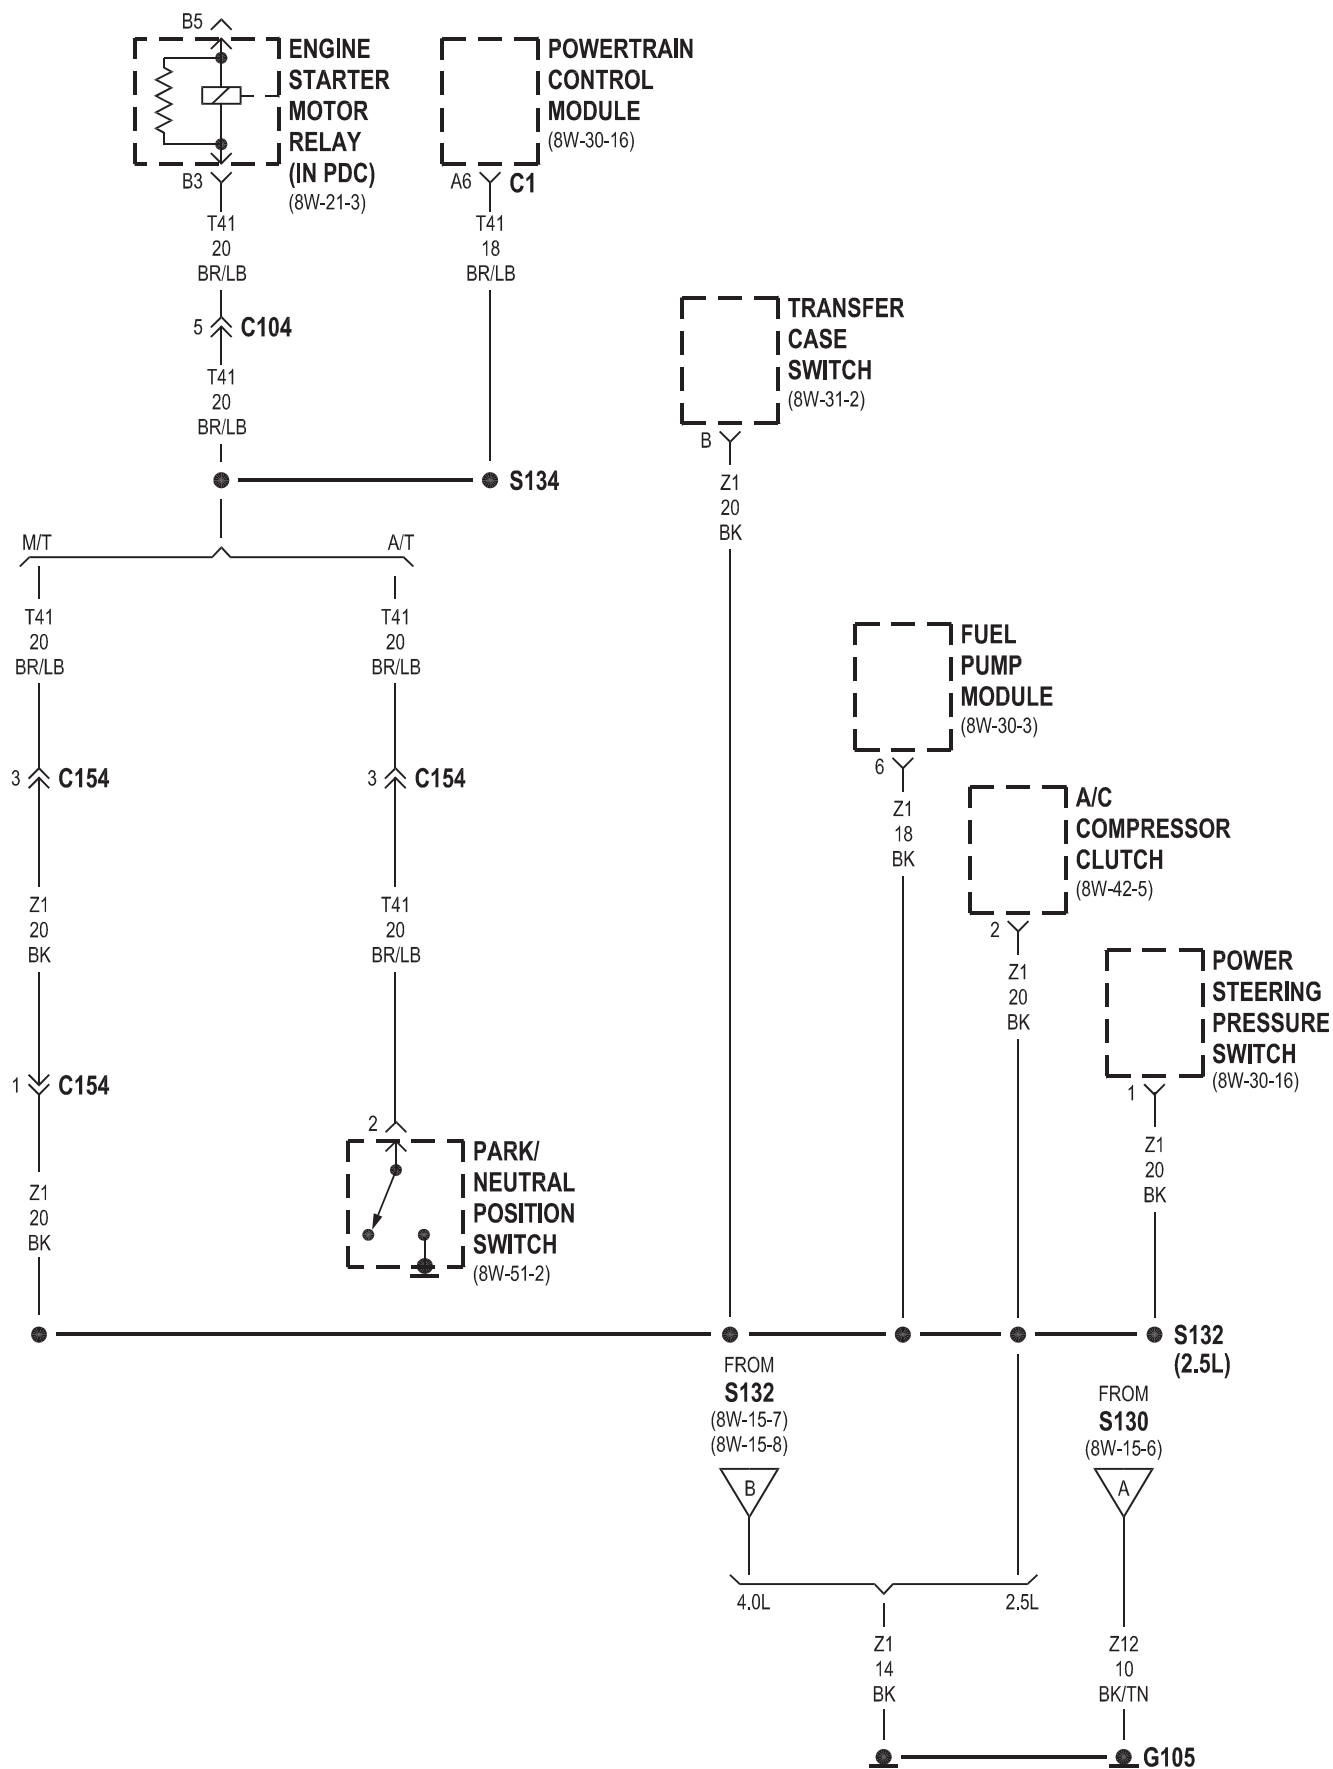 B5
ENGINE
STARTER
MOTOR
RELAY
(IN PDC)
(8W-21-3)
B3
T41
20
BR/LB
5
C104
T41
20
BR/LB
POWERTRAIN
CONTROL
MODULE
(8W-30-16)
A6
C1
T41
18
BR/LB
S134
TRANSFER
CASE
SWITCH
(8W-31-2)
B
Z1
20
BK
M/T
A/T
T41
20
BR/LB
3
C154
Z1
20
BK
1
C154
Z1
20
BK
T41
20
BR/LB
3
C154
T41
20
BR/LB
2
PARK/
NEUTRAL
POSITION
SWITCH
(8W-51-2)
FUEL
PUMP
MODULE
(8W-30-3)
6
Z1
18
BK
A/C
COMPRESSOR
CLUTCH
(8W-42-5)
2
Z1
20
BK
POWER
STEERING
PRESSURE
SWITCH
(8W-30-16)
1
Z1
20
BK
S132
(2.5L)
FROM
S132
(8W-15-7)
(8W-15-8)
B
FROM
S130
(8W-15-6)
A
4.0L
2.5L
Z1
14
BK
Z12
10
BK/TN
G105